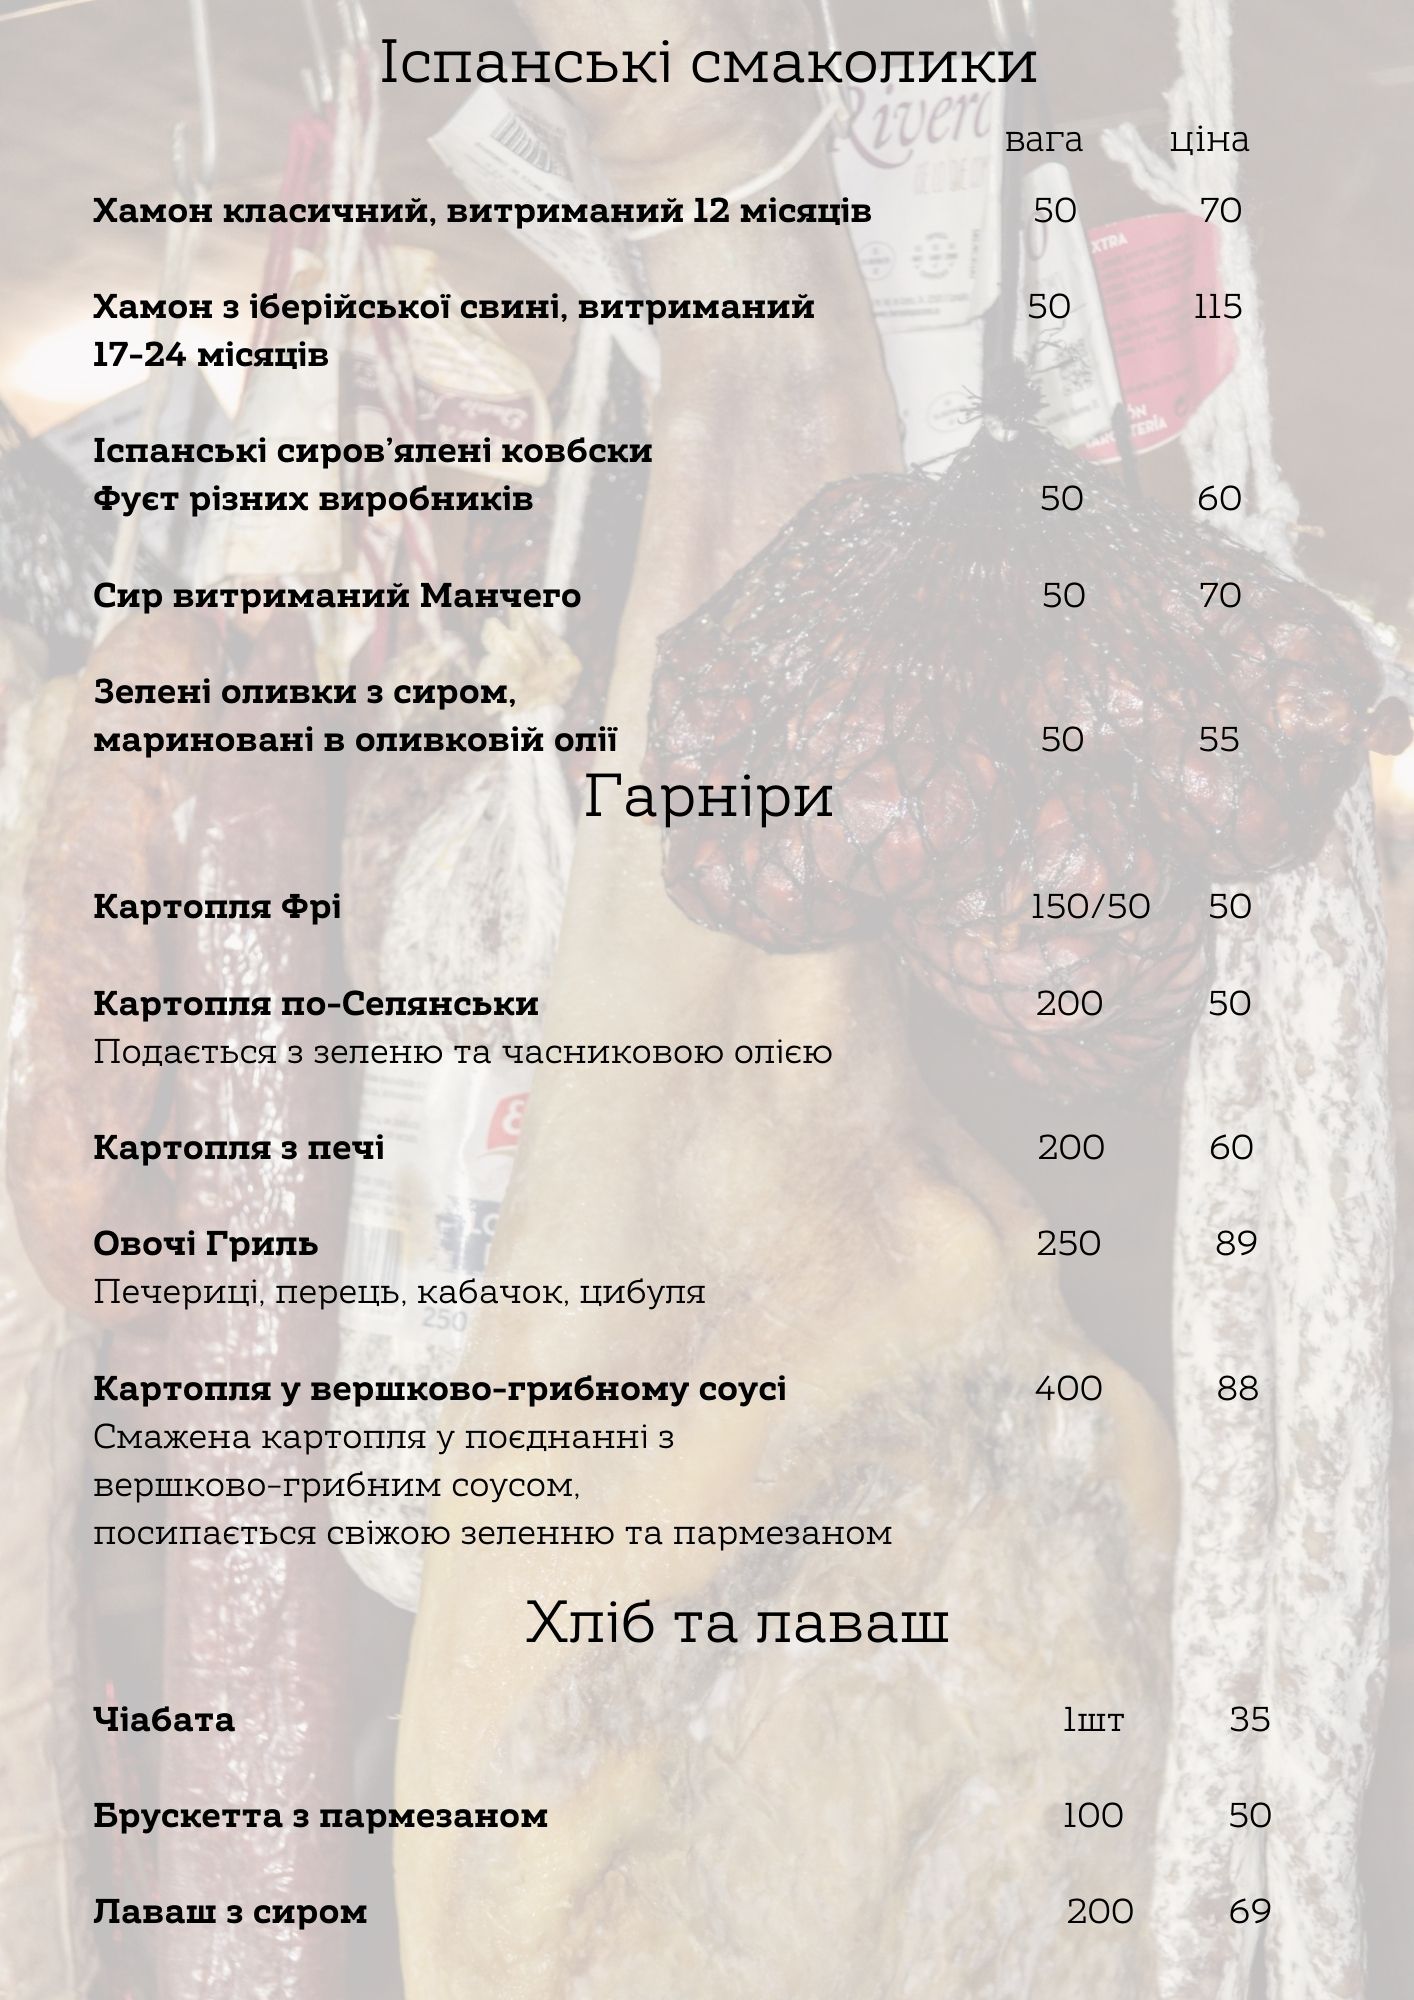 Іспанські смаколики
вага ціна
Хамон класичний, витриманий 12 місяців 50 70
Хамон з іберійської свині, витриманий 50 115
17-24 місяців
Іспанські сиров’ялені ковбски
Фуєт різних виробників 50 60
Сир витриманий Манчего 50 70
Зелені оливки з сиром,
мариновані в оливковій олії 50 55
Гарніри
Картопля Фрі 150/50 50
Картопля по-Селянськи 200 50
Подається з зеленю та часниковою олією
Картопля з печі 200 60
Овочі Гриль 250 89
Печериці, перець, кабачок, цибуля
250
Картопля у вершково-грибному соусі 400 88
Смажена картопля у поєднанні з
вершково-грибним соусом,
посипається свіжою зеленню та пармезаном
Хліб та лаваш
Чіабата 1шт 35
Брускетта з пармезаном 100 50
Лаваш з сиром 200 69